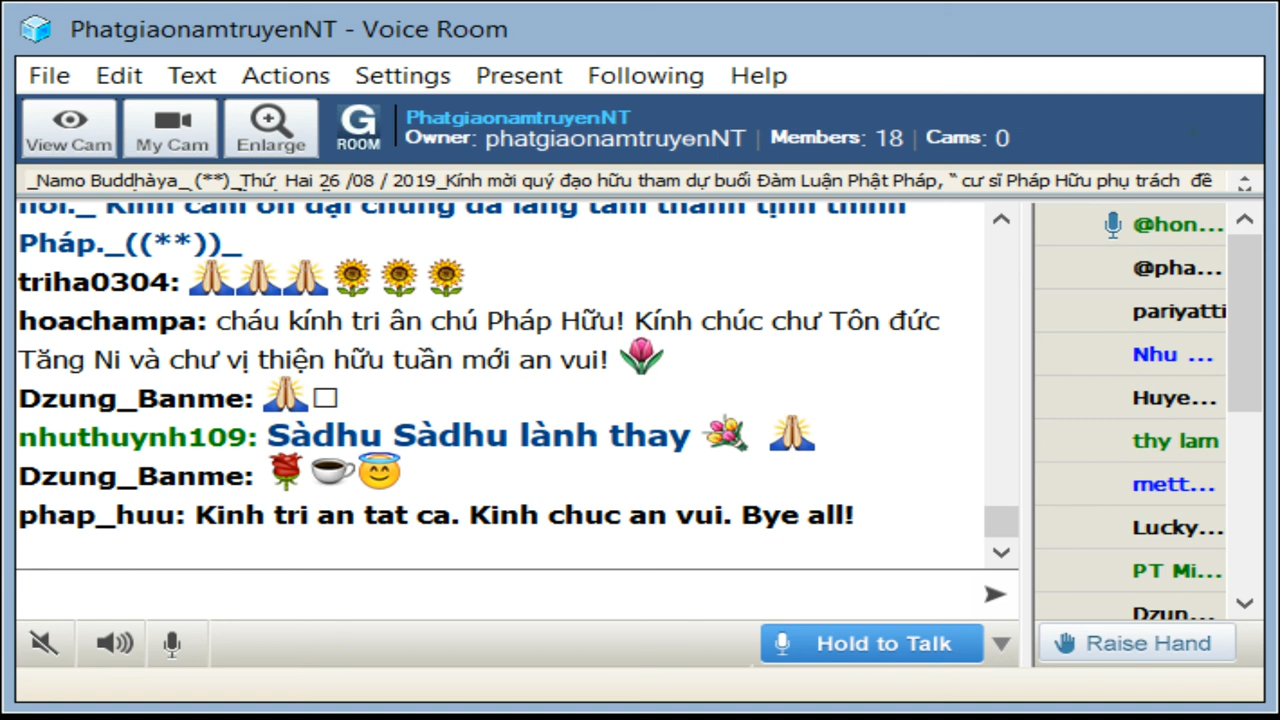 PhatgiaonamtruyenNT - Voice Room
File Edit Text Actions Settings Present Following Help
View Cam My Cam Enlarge G ROOM
PhatgiaonamtruyenNT
Owner: phatgiaonamtruyenNT | Members: 18 | Cams: 0
_Namo Buddhàya_ (**)_Thứ Hai 26 /08 / 2019_Kính mời quý đạo hữu tham dự buổi Đàm Luận Phật Pháp, “ cư sĩ Pháp Hữu phụ trách đề
Pháp._((**))_
triha0304:
hoachampa: cháu kính tri ân chú Pháp Hữu! Kính chúc chư Tôn đức
Tăng Ni và chư vị thiện hữu tuần mới an vui!
Dzung_Banme:
nhuthuynh109: Sàdhu Sàdhu lành thay
Dzung_Banme:
phap_huu: Kinh tri an tat ca. Kinh chuc an vui. Bye all!
@hon...
@pha...
pariyatti
Nhu ...
Huye...
thy lam
mett...
Lucky...
PT Mi...
Dzun...
Hold to Talk
Raise Hand